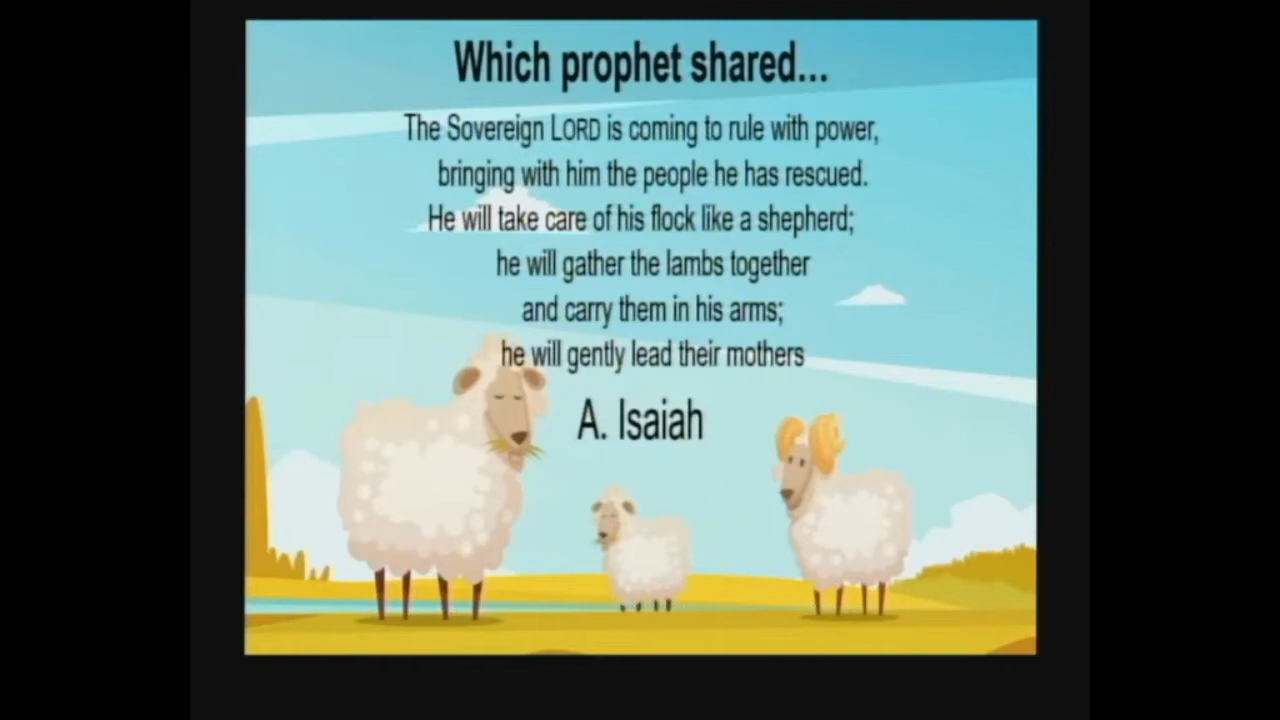 Which prophet shared...
The Sovereign LORD is coming to rule with power,
bringing with him the people he has rescued.
He will take care of his flock like a shepherd;
he will gather the lambs together
and carry them in his arms;
he will gently lead their mothers
A. Isaiah